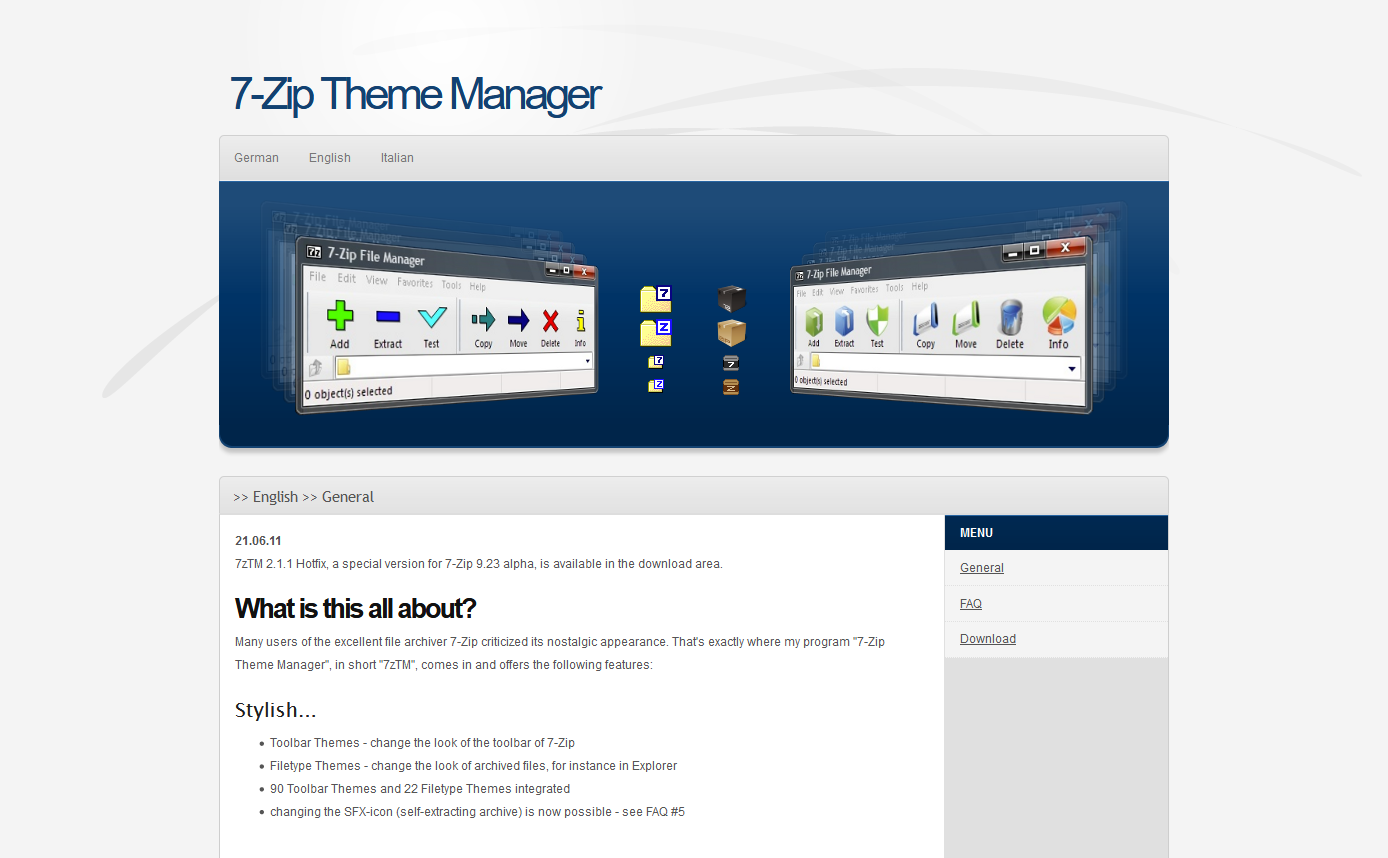 7-Zip Theme Manager
German English Italian
7-Zip File Manager
File Edit View Favorites Tools Help
Add Extract Test Copy Move Delete Info
0 object(s) selected
7
Z
7
Z
7
Z
7-Zip File Manager
File Edit View Favorites Tools Help
Add Extract Test Copy Move Delete Info
0 object(s) selected
>> English >> General
21.06.11
7zTM 2.1.1 Hotfix, a special version for 7-Zip 9.23 alpha, is available in the download area.
What is this all about?
Many users of the excellent file archiver 7-Zip criticized its nostalgic appearance. That's exactly where my program "7-Zip
Theme Manager", in short "7zTM", comes in and offers the following features:
Stylish...
• Toolbar Themes - change the look of the toolbar of 7-Zip
• Filetype Themes - change the look of archived files, for instance in Explorer
• 90 Toolbar Themes and 22 Filetype Themes integrated
• changing the SFX-icon (self-extracting archive) is now possible - see FAQ #5
MENU
General
FAQ
Download